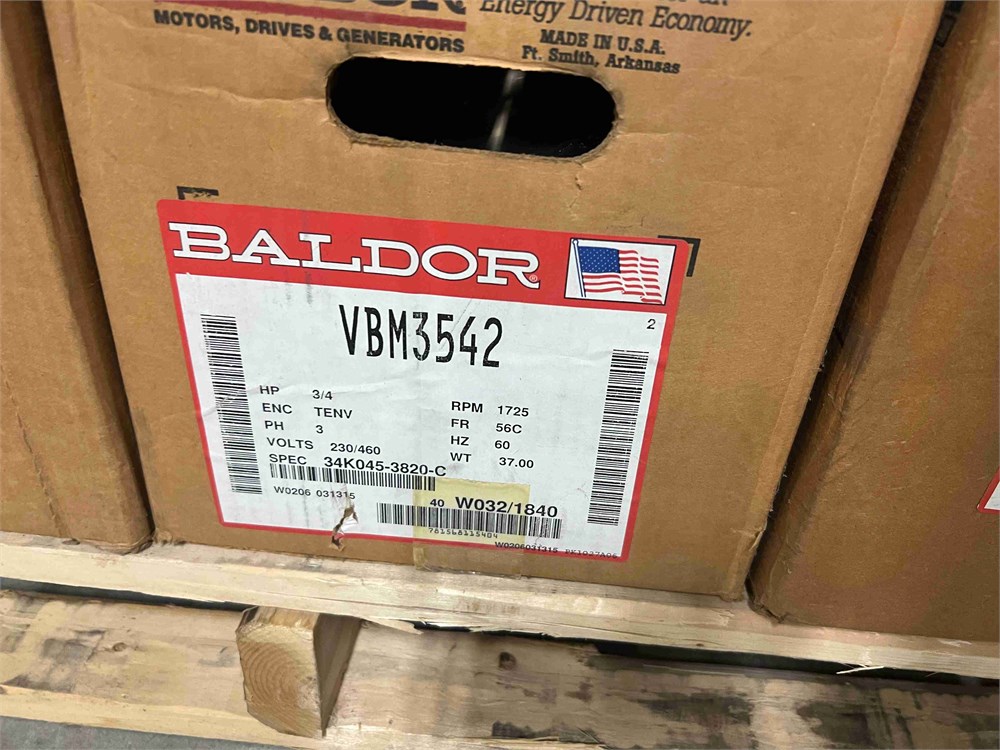 Energy Driven Economy.
MOTORS, DRIVES & GENERATORS
MADE IN U.S.A.
Ft. Smith, Arkansas
BALDOR®
2
VBM3542
HP 3/4
ENC TENV
PH 3
VOLTS 230/460
SPEC 34K045-3820-C
RPM 1725
FR 56C
HZ 60
WT 37.00
W0206 031315
40 W032/1840
781568115404
W0206031315